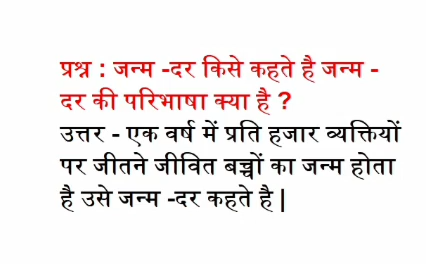 प्रश्न : जन्म -दर किसे कहते है जन्म -
दर की परिभाषा क्या है ?
उत्तर - एक वर्ष में प्रति हजार व्यक्तियों
पर जीतने जीवित बच्चों का जन्म होता
है उसे जन्म -दर कहते है |